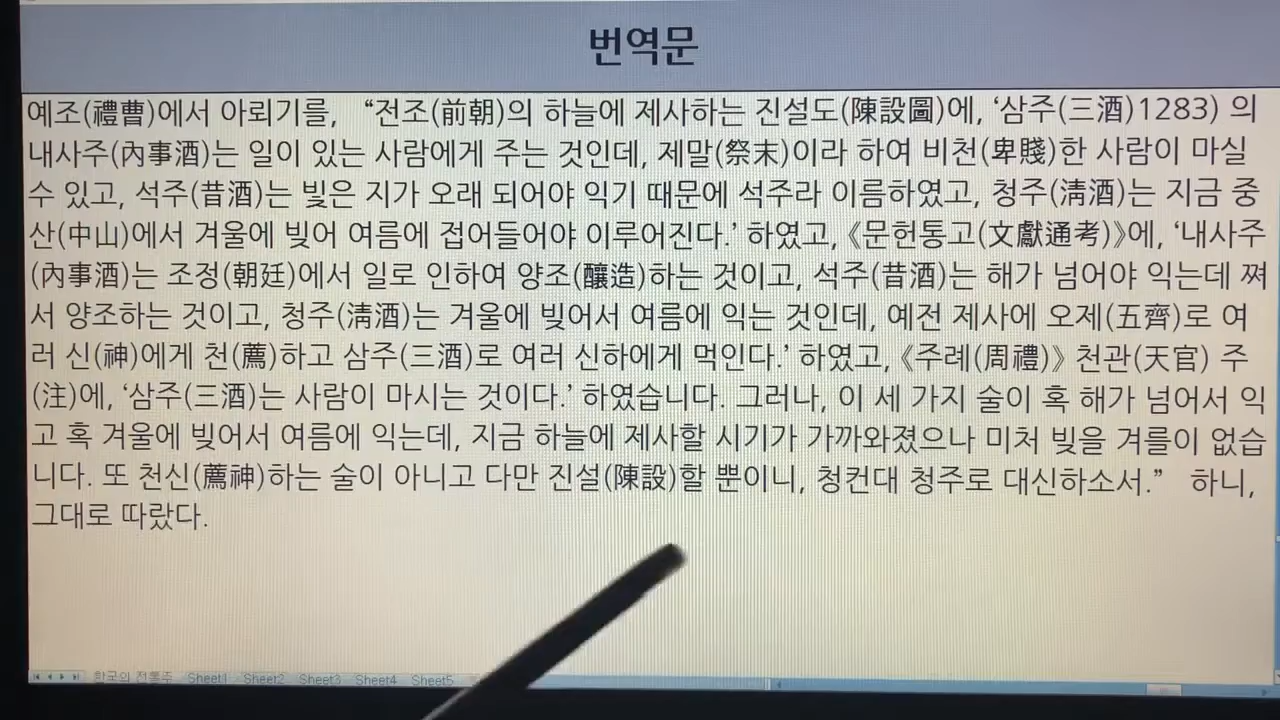 번역문
예조(禮曹)에서 아뢰기를, “전조(前朝)의 하늘에 제사하는 진설도(陳設圖)에, ‘삼주(三酒)1283) 의
내사주(內事酒)는 일이 있는 사람에게 주는 것인데, 제말(祭末)이라 하여 비천(卑賤)한 사람이 마실
수 있고, 석주(昔酒)는 빛은 지가 오래 되어야 익기 때문에 석주라 이름하였고, 청주(淸酒)는 지금 중
산(中山)에서 겨울에 빚어 여름에 접어들어야 이루어진다.’ 하였고, 《문헌통고(文獻通考)》에, ‘내사주
(內事酒)는 조정(朝廷)에서 일로 인하여 양조(釀造)하는 것이고, 석주(昔酒)는 해가 넘어야 익는데 쪄
서 양조하는 것이고, 청주(淸酒)는 겨울에 빚어서 여름에 익는 것인데, 예전 제사에 오제(五齊)로 여
러 신(神)에게 천(薦)하고 삼주(三酒)로 여러 신하에게 먹인다.’ 하였고, 《주례(周禮)》 천관(天官) 주
(注)에, ‘삼주(三酒)는 사람이 마시는 것이다.’ 하였습니다. 그러나, 이 세 가지 술이 혹 해가 넘어서 익
고 혹 겨울에 빚어서 여름에 익는데, 지금 하늘에 제사할 시기가 가까와졌으나 미처 빚을 겨를이 없습
니다. 또 천신(薦神)하는 술이 아니고 다만 진설(陳設)할 뿐이니, 청컨대 청주로 대신하소서.” 하니,
그대로 따랐다.
한국의 전통주 Sheet1 Sheet2 Sheet3 Sheet4 Sheet5